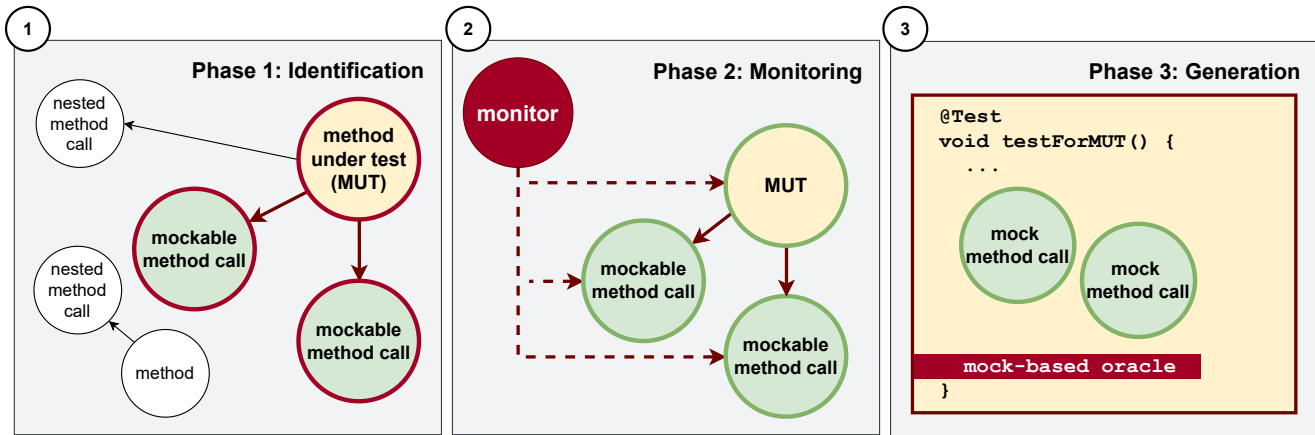 1
Phase 1: Identification
nested
method
call
method
under test
(MUT)
mockable
method call
nested
method
call
mockable
method call
method
2
Phase 2: Monitoring
monitor
MUT
mockable
method call
mockable
method call
3
Phase 3: Generation
@Test
void testForMUT() {
...
mock
method call
mock
method call
mock-based oracle
}